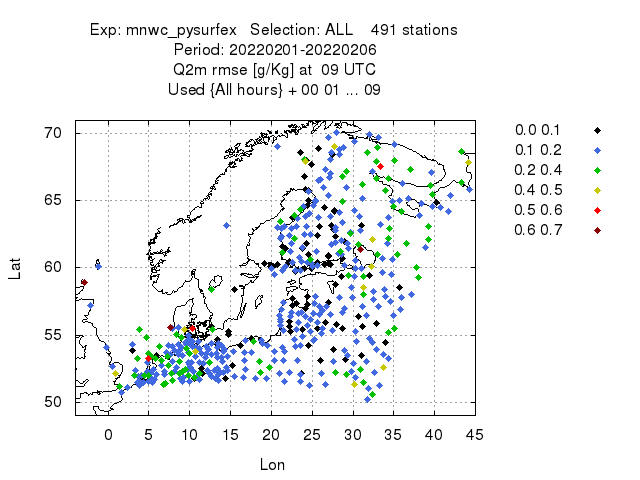 Exp: mnwc_pysurfex   Selection: ALL    491 stations
Period: 20220201-20220206
Q2m rmse [g/Kg] at  09 UTC
Used {All hours} + 00 01 ... 09
70
65
60
55
50
Lat
0 5 10 15 20 25 30 35 40 45
Lon
0.0 0.1
0.1 0.2
0.2 0.4
0.4 0.5
0.5 0.6
0.6 0.7